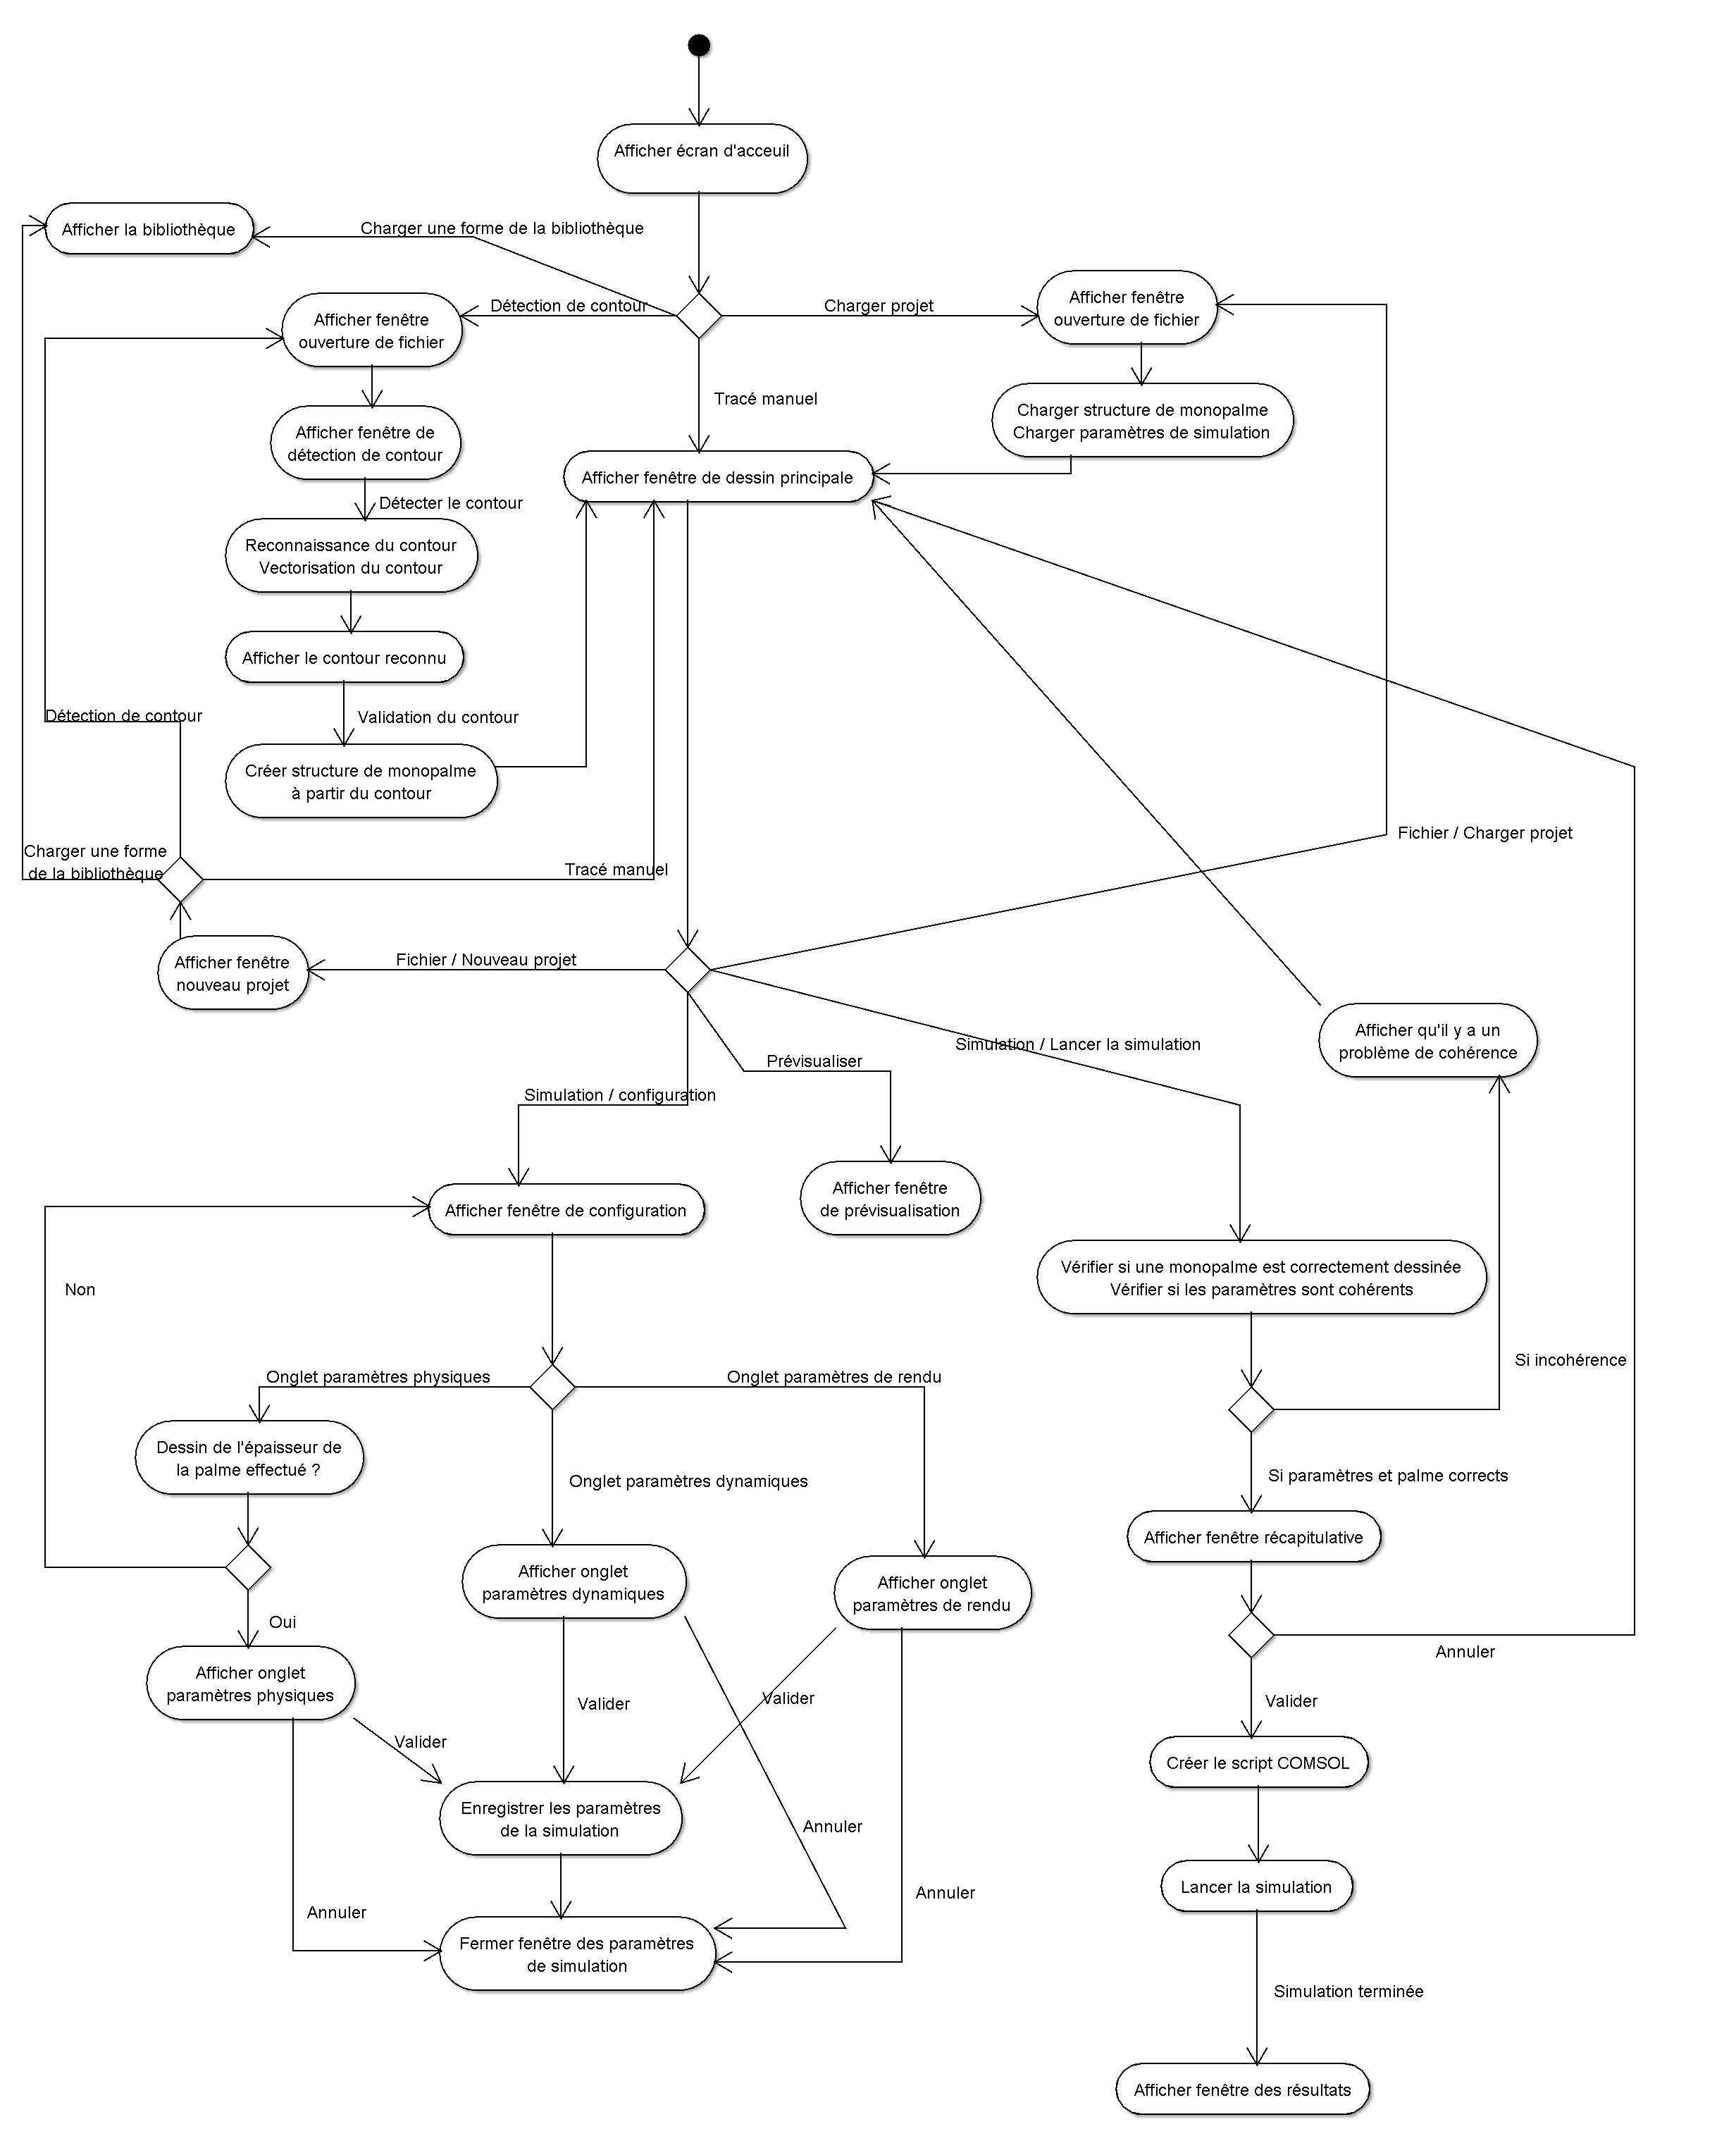 Afficher écran d'acceuil
Afficher la bibliothèque
Charger une forme de la bibliothèque
Détection de contour
Charger projet
Afficher fenêtre
ouverture de fichier
Afficher fenêtre
ouverture de fichier
Tracé manuel
Charger structure de monopalme
Charger paramètres de simulation
Afficher fenêtre de
détection de contour
Afficher fenêtre de dessin principale
Détecter le contour
Reconnaissance du contour
Vectorisation du contour
Afficher le contour reconnu
Détection de contour
Validation du contour
Créer structure de monopalme
à partir du contour
Fichier / Charger projet
Charger une forme
de la bibliothèque
Tracé manuel
Afficher fenêtre
nouveau projet
Fichier / Nouveau projet
Simulation / Lancer la simulation
Afficher qu'il y a un
problème de cohérence
Prévisualiser
Simulation / configuration
Afficher fenêtre de configuration
Afficher fenêtre
de prévisualisation
Non
Vérifier si une monopalme est correctement dessinée
Vérifier si les paramètres sont cohérents
Si incohérence
Onglet paramètres physiques
Onglet paramètres de rendu
Dessin de l'épaisseur de
la palme effectué ?
Onglet paramètres dynamiques
Si paramètres et palme corrects
Afficher fenêtre récapitulative
Afficher onglet
paramètres dynamiques
Afficher onglet
paramètres de rendu
Oui
Annuler
Afficher onglet
paramètres physiques
Valider
Valider
Valider
Valider
Créer le script COMSOL
Enregistrer les paramètres
de la simulation
Annuler
Lancer la simulation
Annuler
Annuler
Fermer fenêtre des paramètres
de simulation
Simulation terminée
Afficher fenêtre des résultats